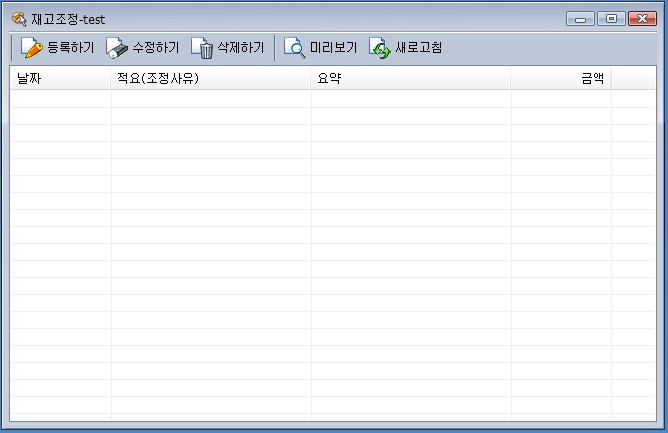 재고조정-test
등록하기 수정하기 삭제하기 미리보기 새로고침
날짜 적요(조정사유) 요약 금액